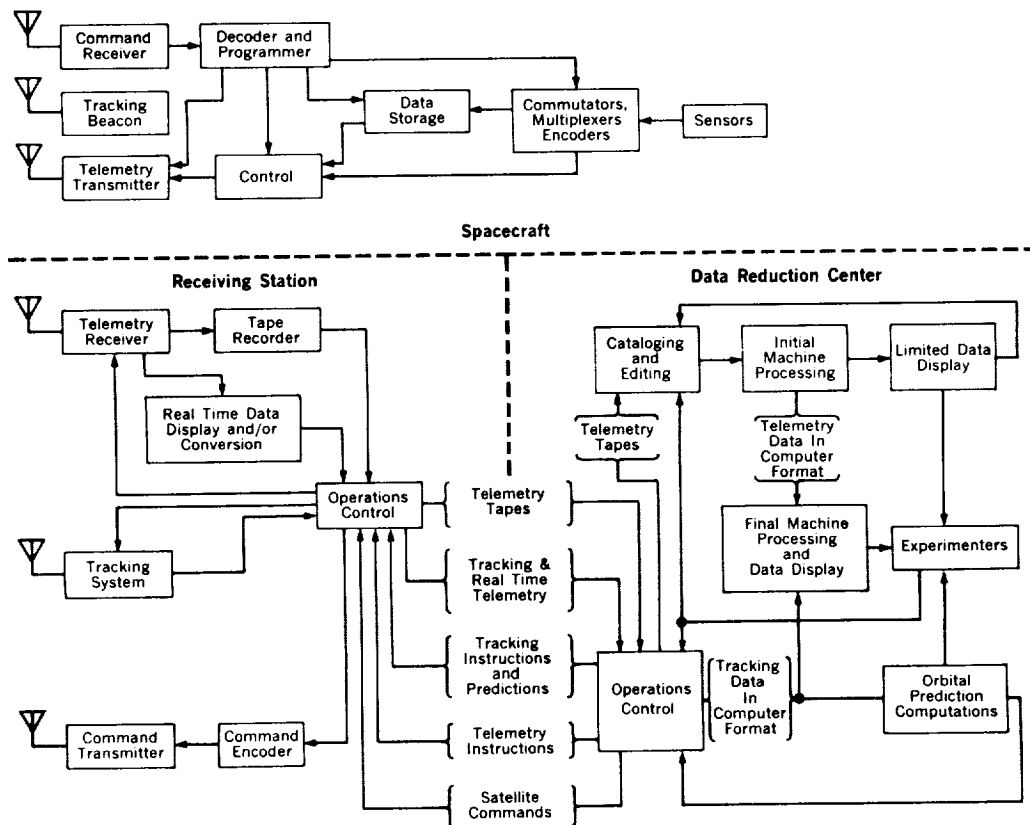 Command
Receiver
Decoder and
Programmer
Tracking
Beacon
Data
Storage
Commutators,
Multiplexers
Encoders
Sensors
Telemetry
Transmitter
Control
Spacecraft
Receiving Station
Data Reduction Center
Telemetry
Receiver
Tape
Recorder
Cataloging
and
Editing
Initial
Machine
Processing
Limited Data
Display
Real Time Data
Display and/or
Conversion
Telemetry
Tapes
Telemetry
Data In
Computer
Format
Operations
Control
Telemetry
Tapes
Final Machine
Processing
and
Data Display
Experimenters
Tracking
System
Tracking &
Real Time
Telemetry
Tracking
Instructions
and
Predictions
Operations
Control
Tracking
Data
In
Computer
Format
Orbital
Prediction
Computations
Command
Transmitter
Command
Encoder
Telemetry
Instructions
Satellite
Commands